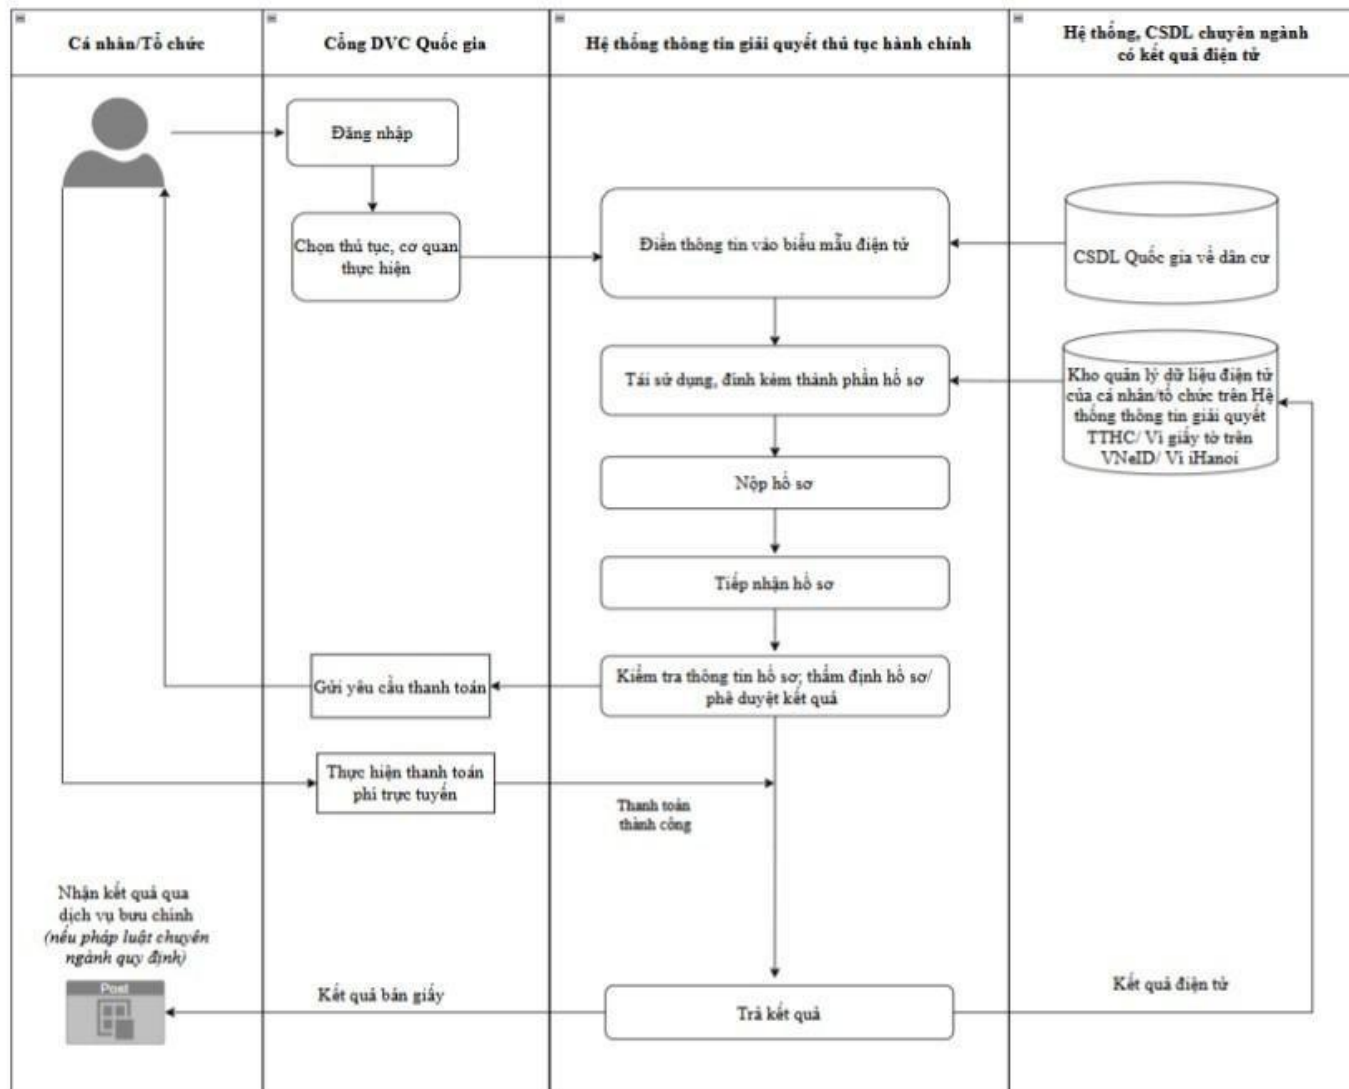 Cá nhân/Tổ chức
Cổng DVC Quốc gia
Hệ thống thông tin giải quyết thủ tục hành chính
Hệ thống, CSDL chuyên ngành
có kết quả điện tử
Đăng nhập
Chọn thủ tục, cơ quan
thực hiện
Điền thông tin vào biểu mẫu điện tử
CSDL Quốc gia về dân cư
Tái sử dụng, đính kèm thành phần hồ sơ
Kho quản lý dữ liệu điện tử
của cá nhân/tổ chức trên Hệ
thống thông tin giải quyết
TTHC/ Ví giấy tờ trên
VNeID/ Ví iHanoi
Nộp hồ sơ
Tiếp nhận hồ sơ
Kiểm tra thông tin hồ sơ; thẩm định hồ sơ/
phê duyệt kết quả
Gửi yêu cầu thanh toán
Thực hiện thanh toán
phí trực tuyến
Thanh toán
thành công
Nhận kết quả qua
dịch vụ bưu chính
(nếu pháp luật chuyên
ngành quy định)
Post
Kết quả bản giấy
Trả kết quả
Kết quả điện tử